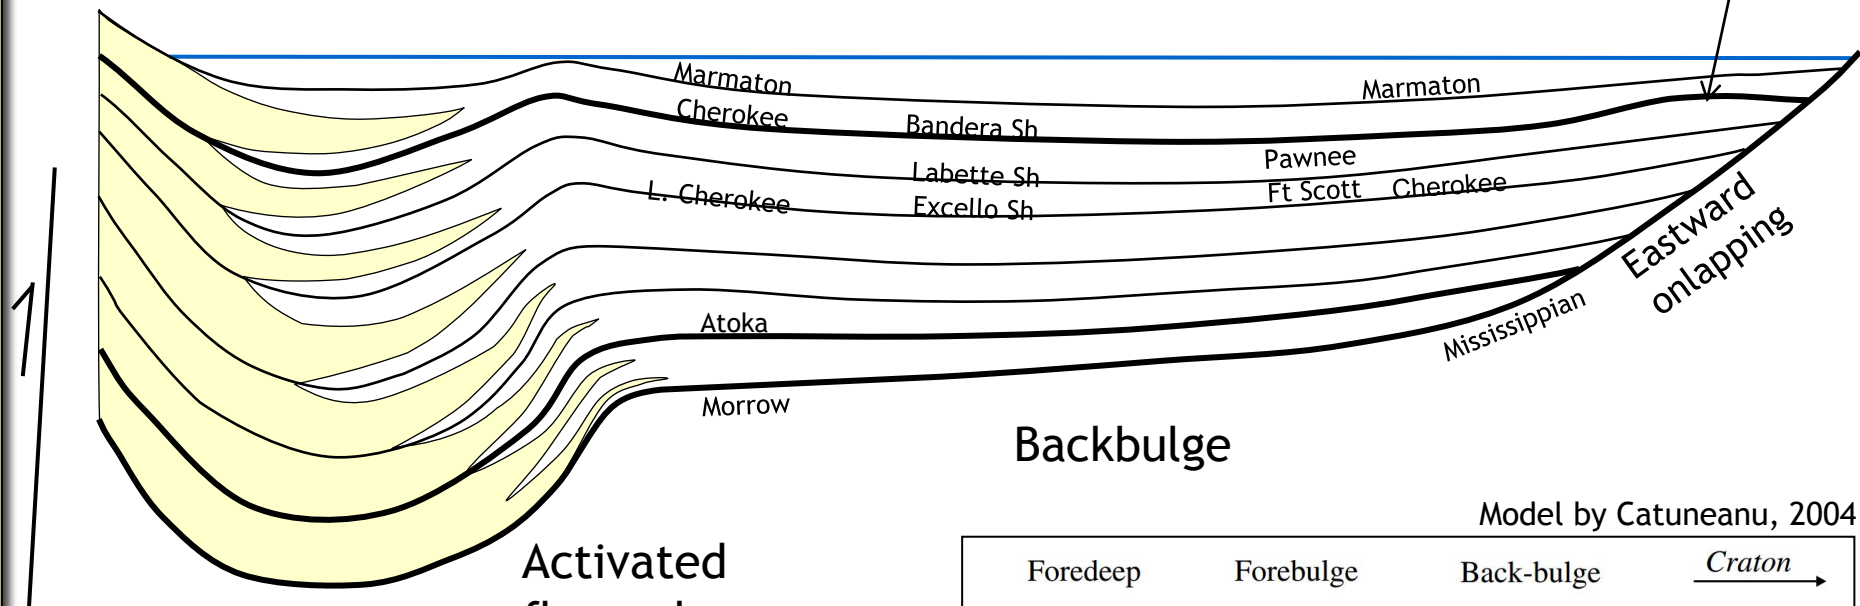 Marmaton
Marmaton
Cherokee
Bandera Sh
Pawnee
Labette Sh
L. Cherokee
Ft Scott
Cherokee
Excello Sh
Eastward
onlapping
Atoka
Mississippian
Morrow
Backbulge
Model by Catuneanu, 2004
Activated
Foredeep
Forebulge
Back-bulge
Craton